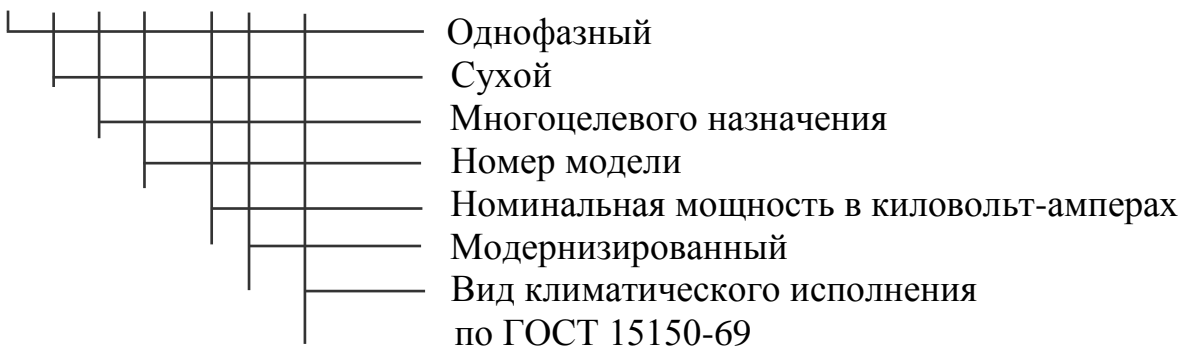 Однофазный
Сухой
Многоцелевого назначения
Номер модели
Номинальная мощность в киловольт-амперах
Модернизированный
Вид климатического исполнения
по ГОСТ 15150-69